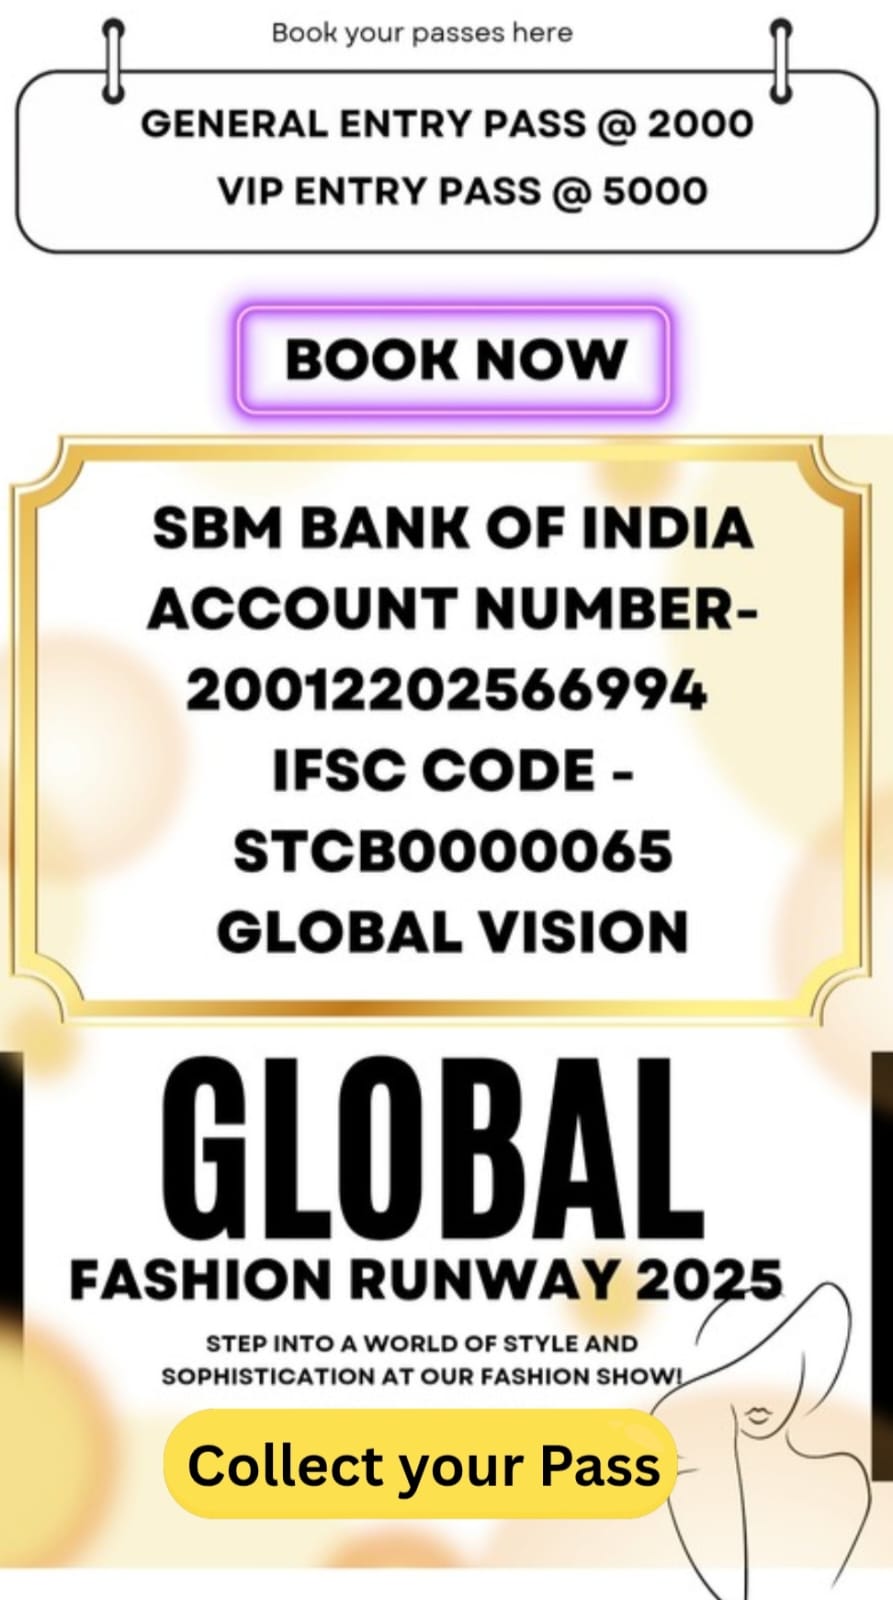 Book your passes here
GENERAL ENTRY PASS @ 2000
VIP ENTRY PASS @ 5000
BOOK NOW
SBM BANK OF INDIA
ACCOUNT NUMBER-
20012202566994
IFSC CODE -
STCB0000065
GLOBAL VISION
GLOBAL
FASHION RUNWAY 2025
STEP INTO A WORLD OF STYLE AND
SOPHISTICATION AT OUR FASHION SHOW!
Collect your Pass